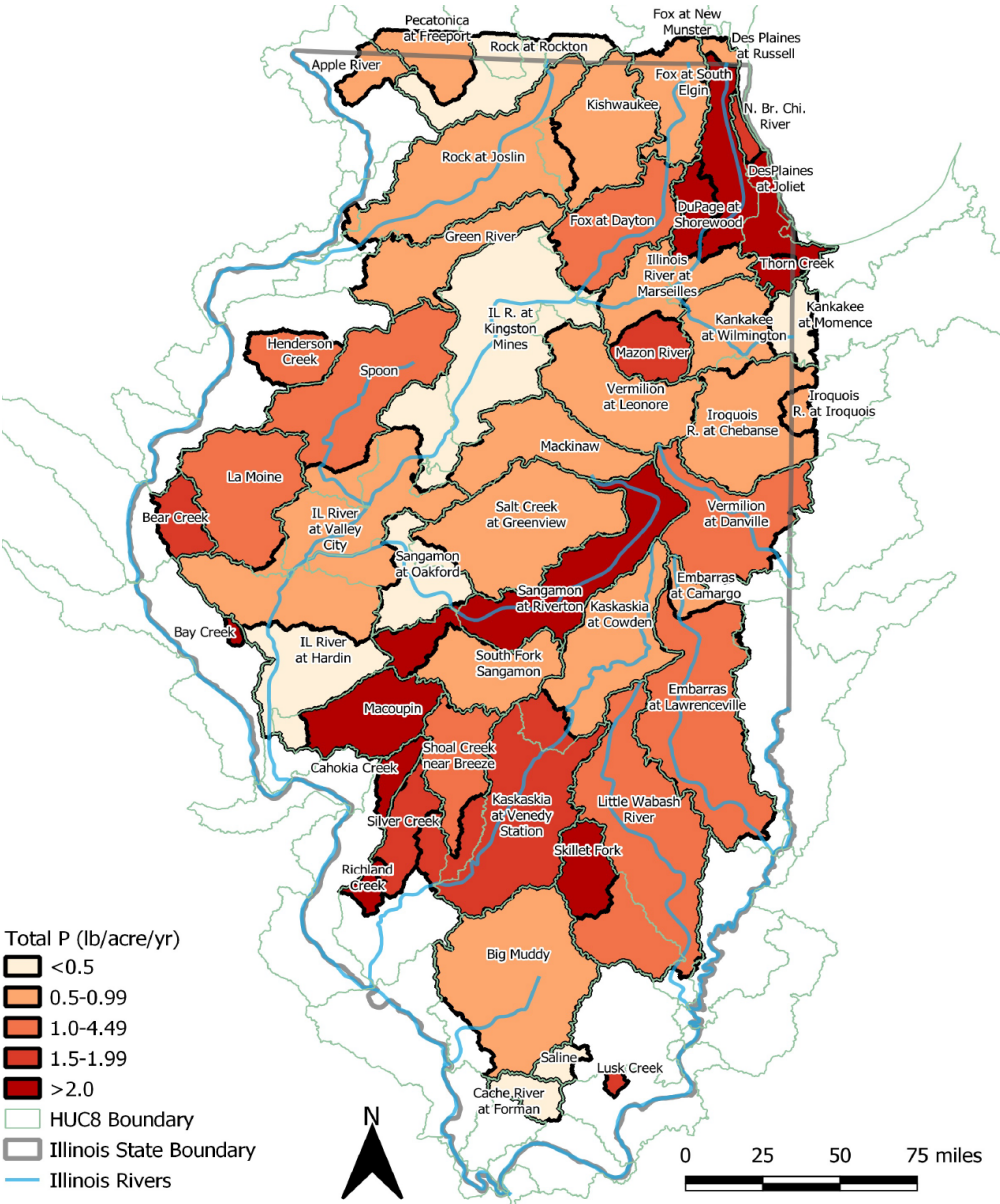 Pecatonica
at Freeport
Rock at Rockton
Fox at New
Munster
Des Plaines
at Russell
Apple River
Fox at South
Elgin
Kishwaukee
N. Br. Chi.
River
Rock at Joslin
DesPlaines
at Joliet
DuPage at
Shorewood
Fox at Dayton
Green River
Illinois
River at
Marseilles
Thorn Creek
IL R. at
Kingston
Mines
Kankakee
at Momence
Kankakee
at Wilmington
Henderson
Creek
Mazon River
Spoon
Vermilion
at Leonore
Iroquois
R. at Iroquois
Iroquois
R. at Chebanse
Mackinaw
La Moine
Salt Creek
at Greenview
Vermilion
at Danville
Bear Creek
IL River
at Valley
City
Sangamon
at Oakford
Embarras
at Camargo
Sangamon
at Riverton
Kaskaskia
at Cowden
Bay Creek
IL River
at Hardin
South Fork
Sangamon
Embarras
at Lawrenceville
Macoupin
Shoal Creek
near Breeze
Cahokia Creek
Kaskaskia
at Venedy
Station
Little Wabash
River
Silver Creek
Skillet Fork
Richland
Creek
Big Muddy
Saline
Lusk Creek
Cache River
at Forman
Total P (lb/acre/yr)
<0.5
0.5-0.99
1.0-4.49
1.5-1.99
>2.0
HUC8 Boundary
Illinois State Boundary
Illinois Rivers
N
0 25 50 75 miles